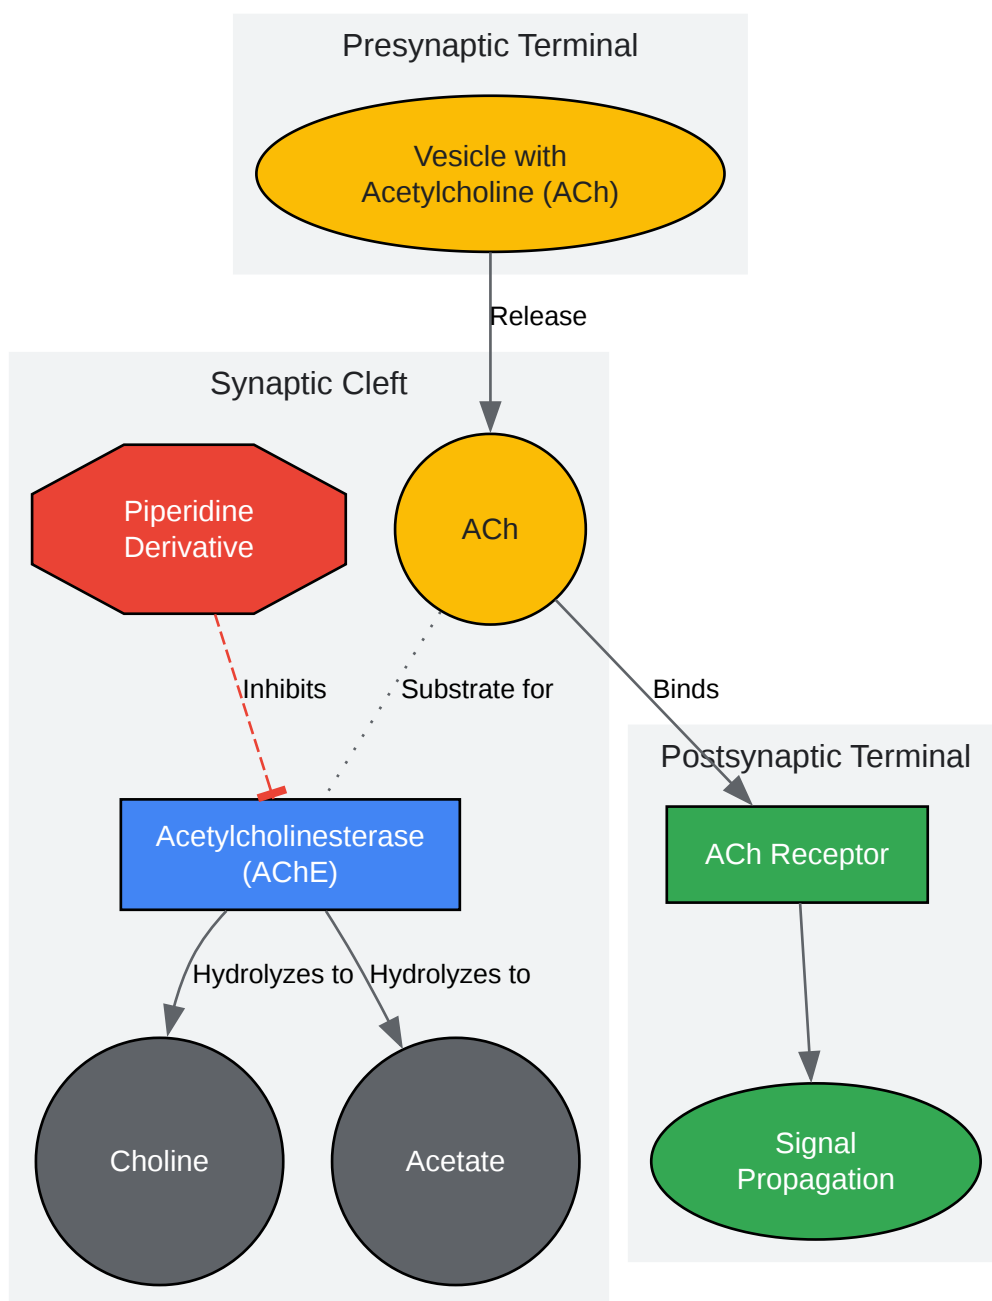 Presynaptic Terminal
Vesicle with
Acetylcholine (ACh)
Release
Synaptic Cleft
Piperidine
Derivative
ACh
Inhibits
Substrate for
Binds
Postsynaptic Terminal
Acetylcholinesterase
(AChE)
ACh Receptor
Hydrolyzes to
Hydrolyzes to
Choline
Acetate
Signal
Propagation